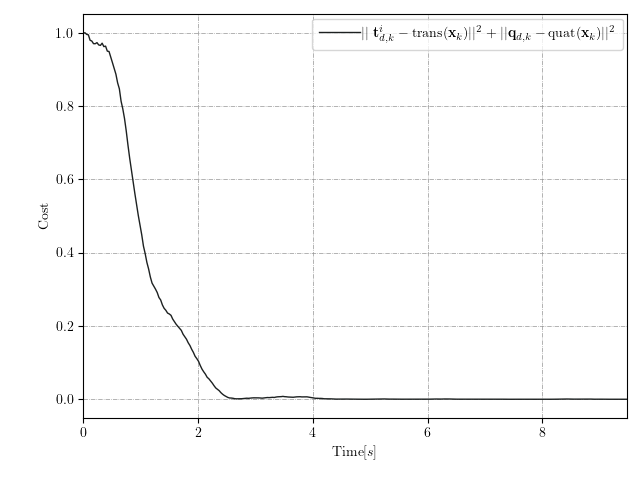 || t^i_{d,k} − trans(x_k)||^2 + ||q_{d,k} − quat(x_k)||^2
1.0
0.8
0.6
0.4
0.2
0.0
Cost
0 2 4 6 8
Time[s]